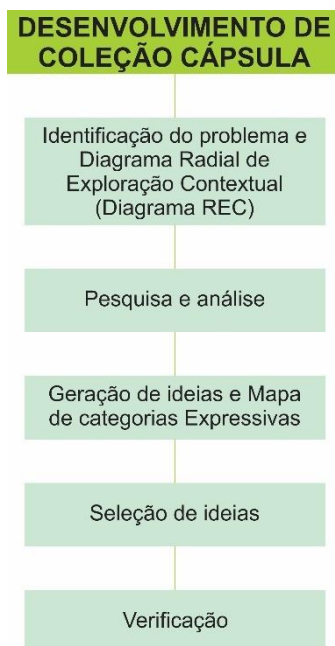 DESENVOLVIMENTO DE
COLEÇÃO CÁPSULA
Identificação do problema e
Diagrama Radial de
Exploração Contextual
(Diagrama REC)
Pesquisa e análise
Geração de ideias e Mapa
de categorias Expressivas
Seleção de ideias
Verificação